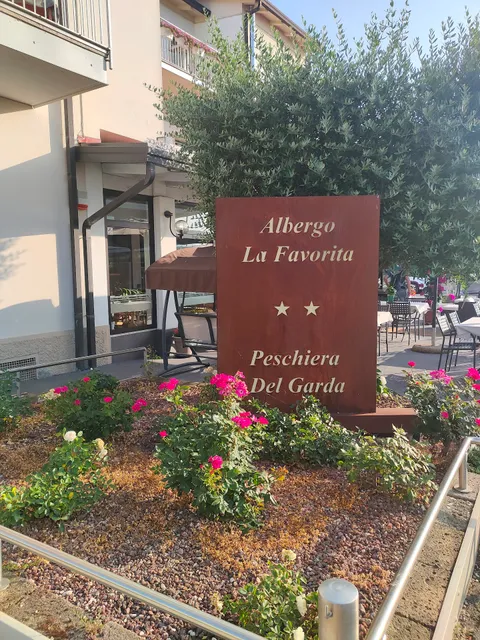 Albergo
La Favorita
★ ★
Peschiera
Del Garda